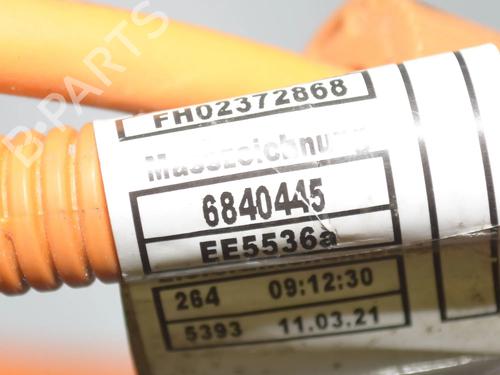 B-PARTS
FH02372868
Masszeichnung
6840445
EE5536a
264 09:12:30
5393 11.03.21